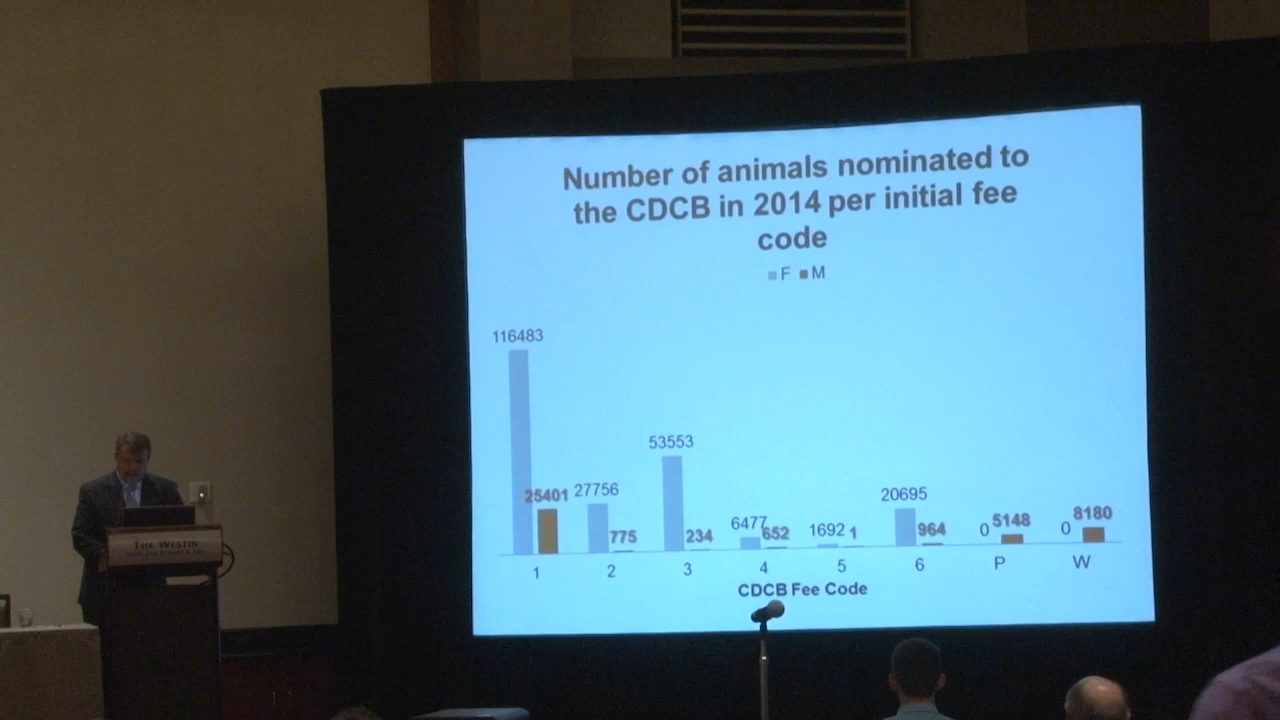 Number of animals nominated to
the CDCB in 2014 per initial fee
code
F M
116483
53553
25401 27756
20695
6477 652
775
234
1692 1
964
0 5148
0 8180
1 2 3 4 5 6 P W
CDCB Fee Code
THE WESTIN